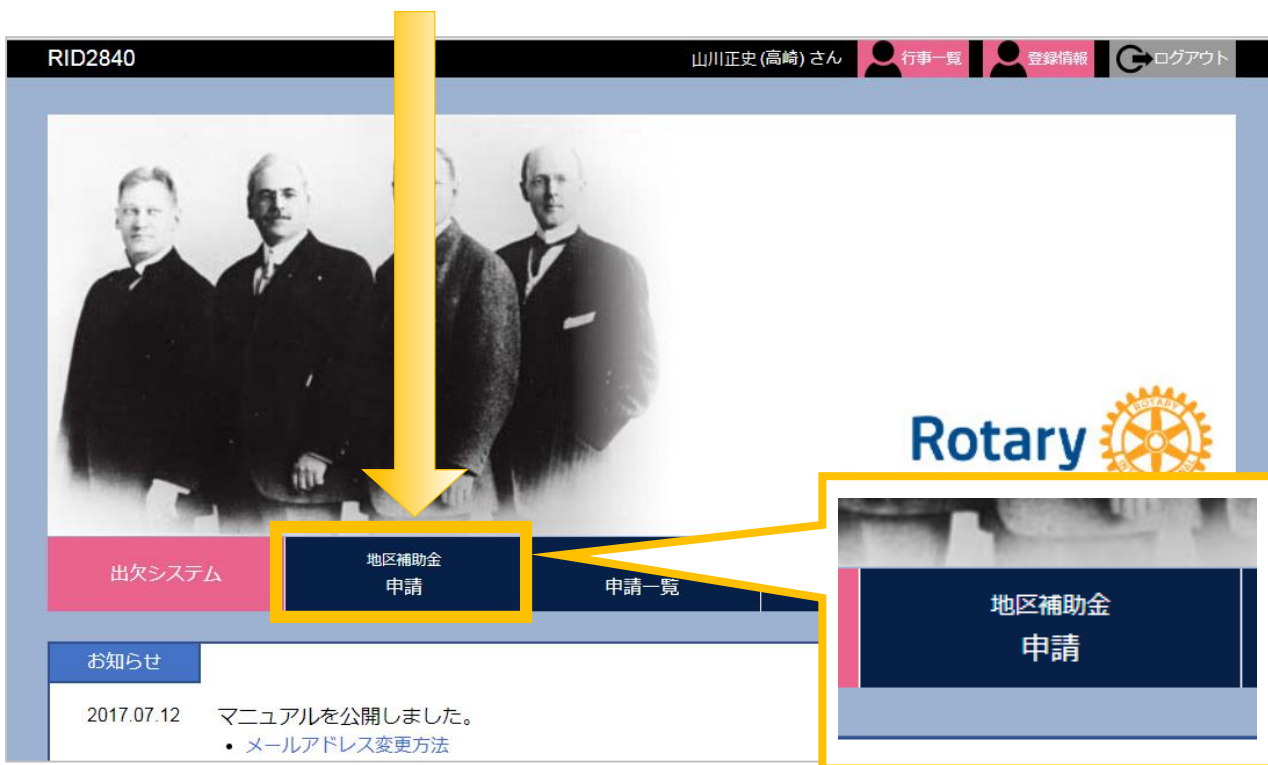 RID2840
山川正史(高崎) さん
行事一覧
登録情報
ログアウト
Rotary
ROTARY
出欠システム
地区補助金
申請
申請一覧
地区補助金
申請
お知らせ
2017.07.12 マニュアルを公開しました。
• メールアドレス変更方法